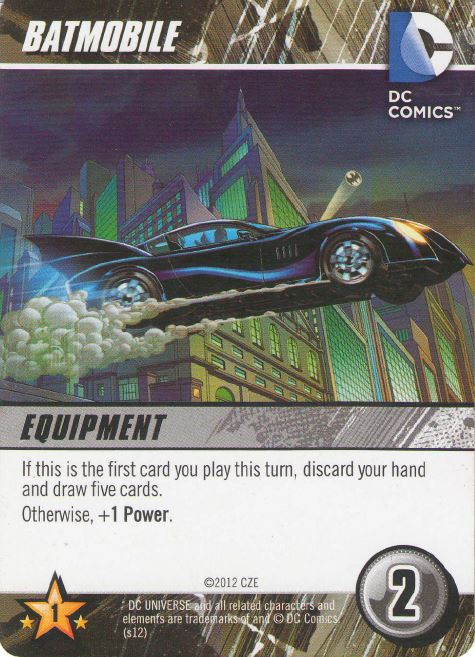 BATMOBILE
DC
COMICS™
EQUIPMENT
If this is the first card you play this turn, discard your hand
and draw five cards.
Otherwise, +1 Power.
©2012 CZE
1
DC UNIVERSE and all related characters and
elements are trademarks of and © DC Comics.
(s12)
2